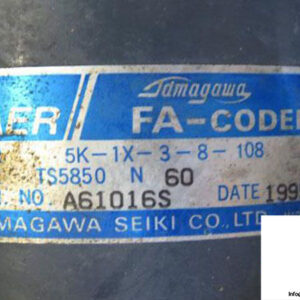 AER Tamagawa FA-CODE
5K-1X-3-8-108
TS5850 N 60
NO A61016S DATE 199
MAGAWA SEIKI CO., LTD.